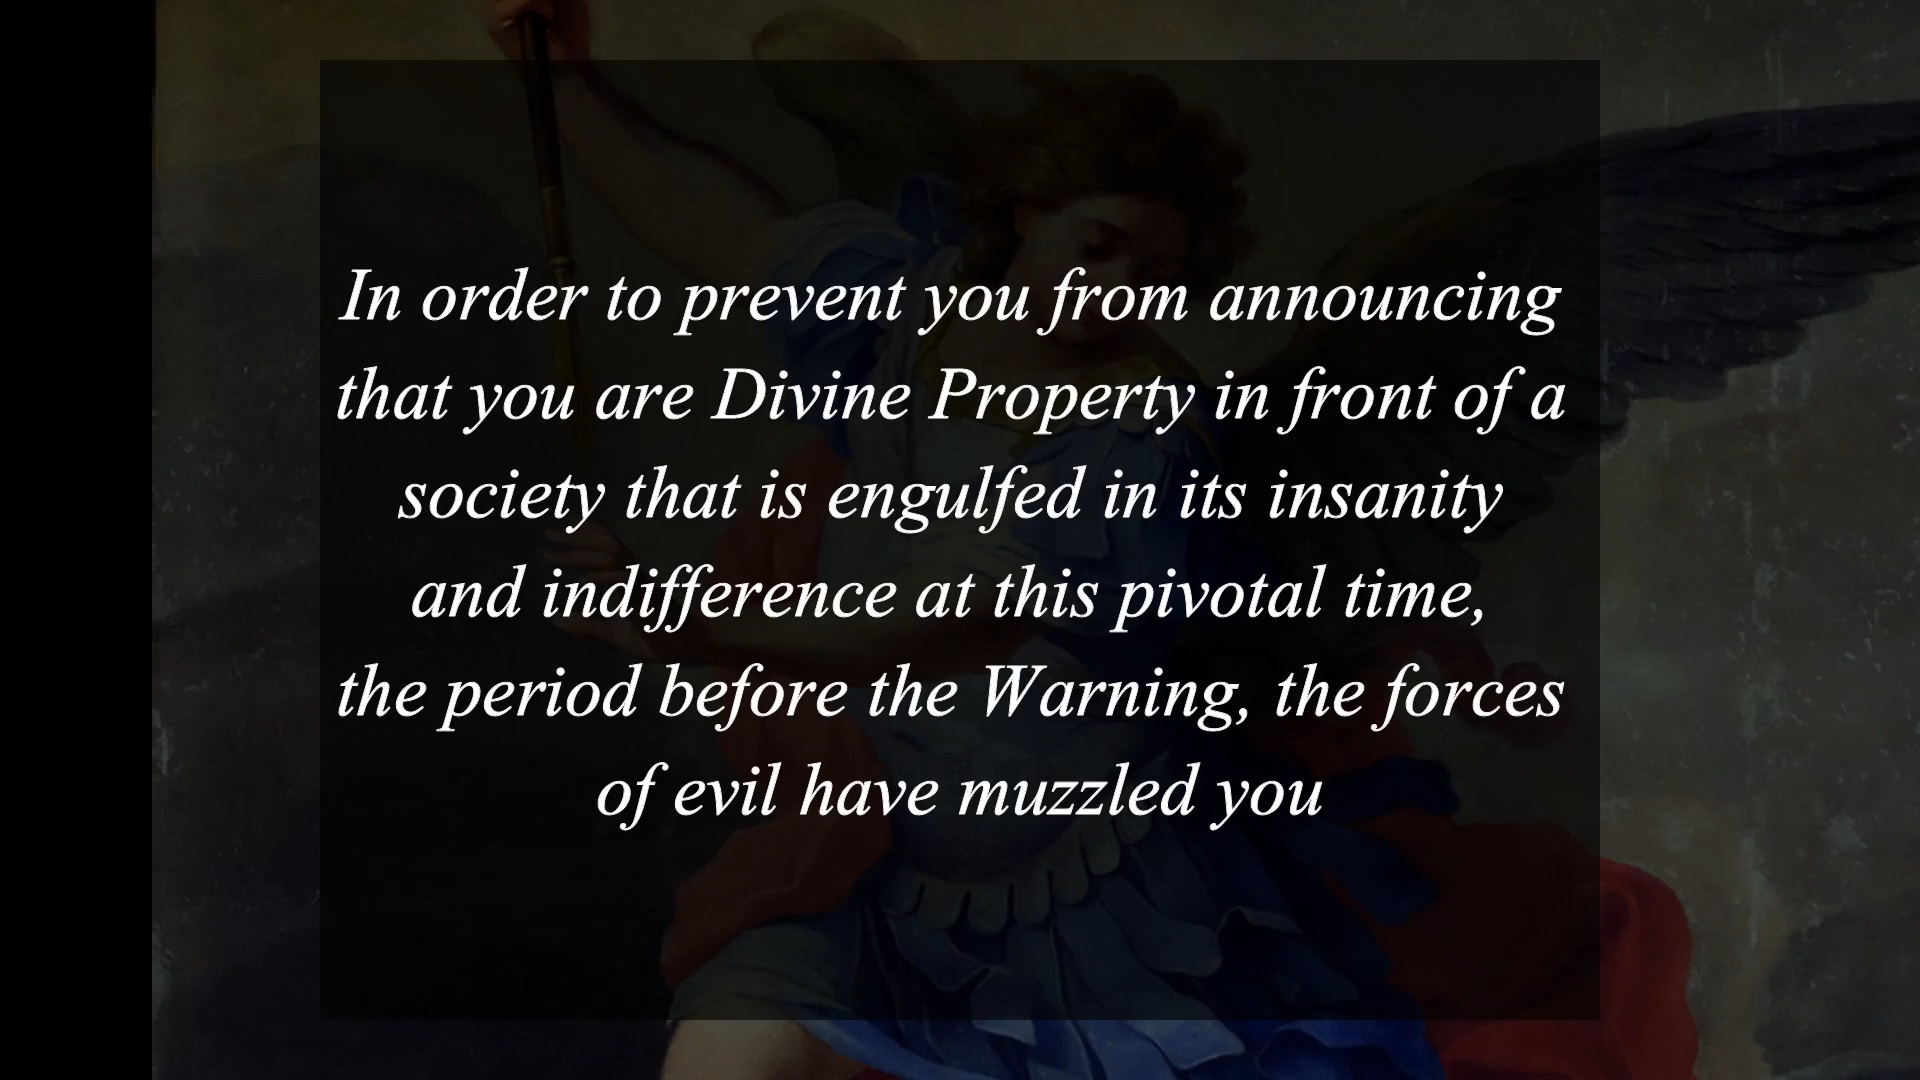 In order to prevent you from announcing
that you are Divine Property in front of a
society that is engulfed in its insanity
and indifference at this pivotal time,
the period before the Warning, the forces
of evil have muzzled you